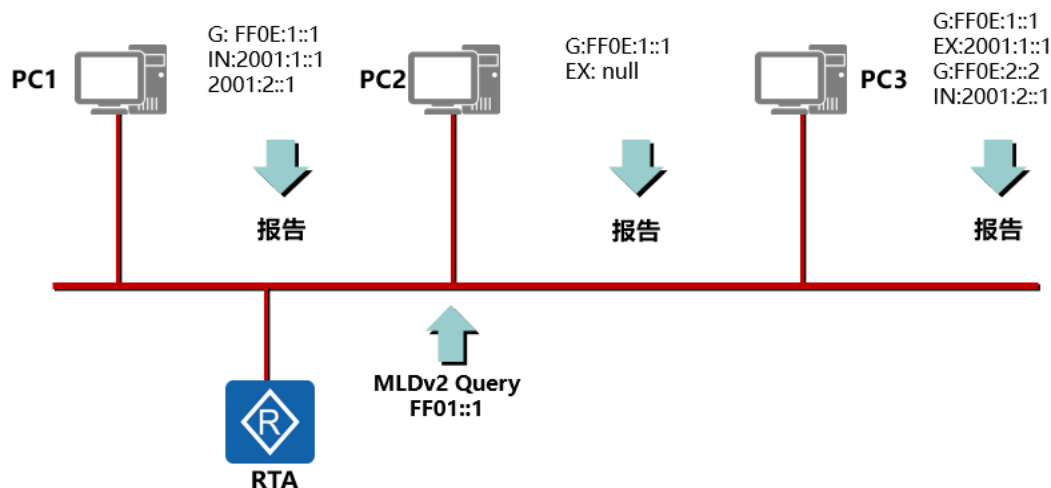 PC1
G: FF0E:1::1
IN:2001:1::1
2001:2::1
报告
PC2
G:FF0E:1::1
EX: null
报告
PC3
G:FF0E:1::1
EX:2001:1::1
G:FF0E:2::2
IN:2001:2::1
报告
MLDv2 Query
FF01::1
R
RTA